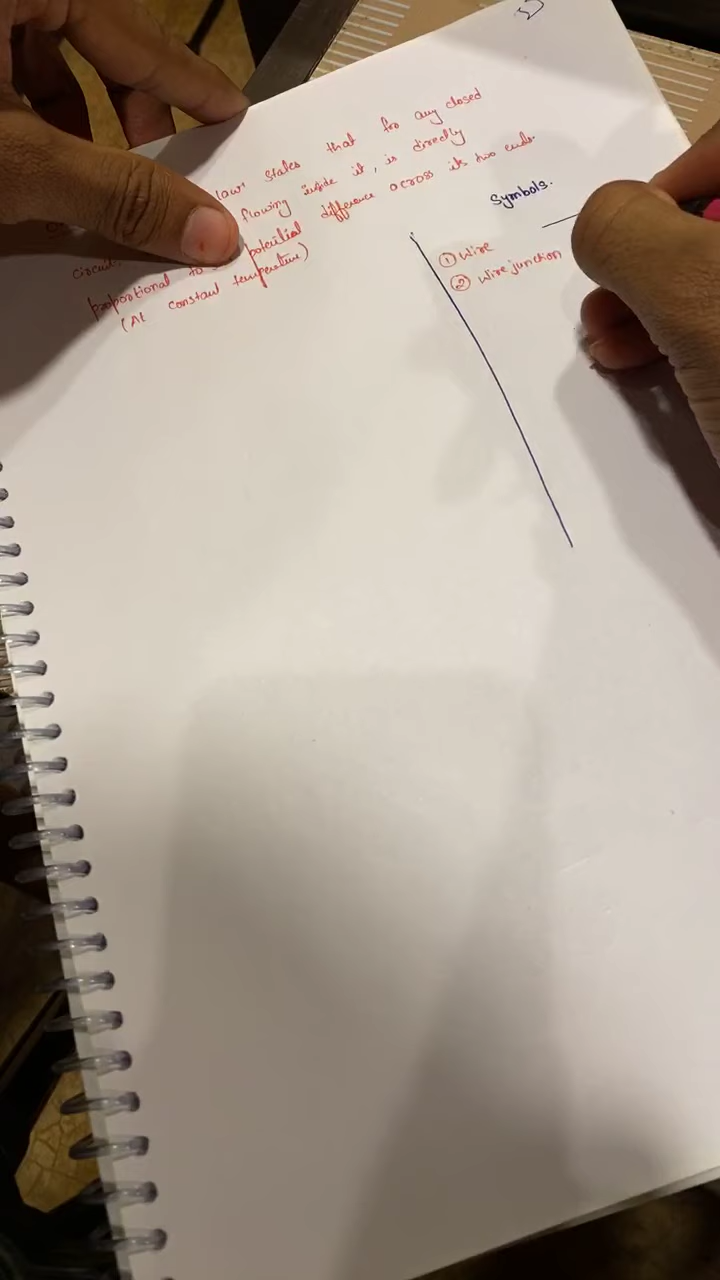 law' states that for any closed
flowing inside it, is directly
circuit,
proportional to potential difference across its two ends.
(At constant temperature)
Symbols.
① Wire
② Wire junction